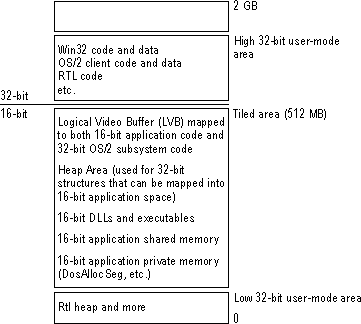 2 GB
Win32 code and data
OS/2 client code and data
RTL code
etc.
High 32-bit user-mode
area
32-bit
16-bit
Logical Video Buffer (LVB) mapped
to both 16-bit application code and
32-bit OS/2 subsystem code
Heap Area (used for 32-bit
structures that can be mapped into
16-bit application space)
16-bit DLLs and executables
16-bit application shared memory
16-bit application private memory
(DosAllocSeg, etc.)
Tiled area (512 MB)
Rtl heap and more
Low 32-bit user-mode area
0